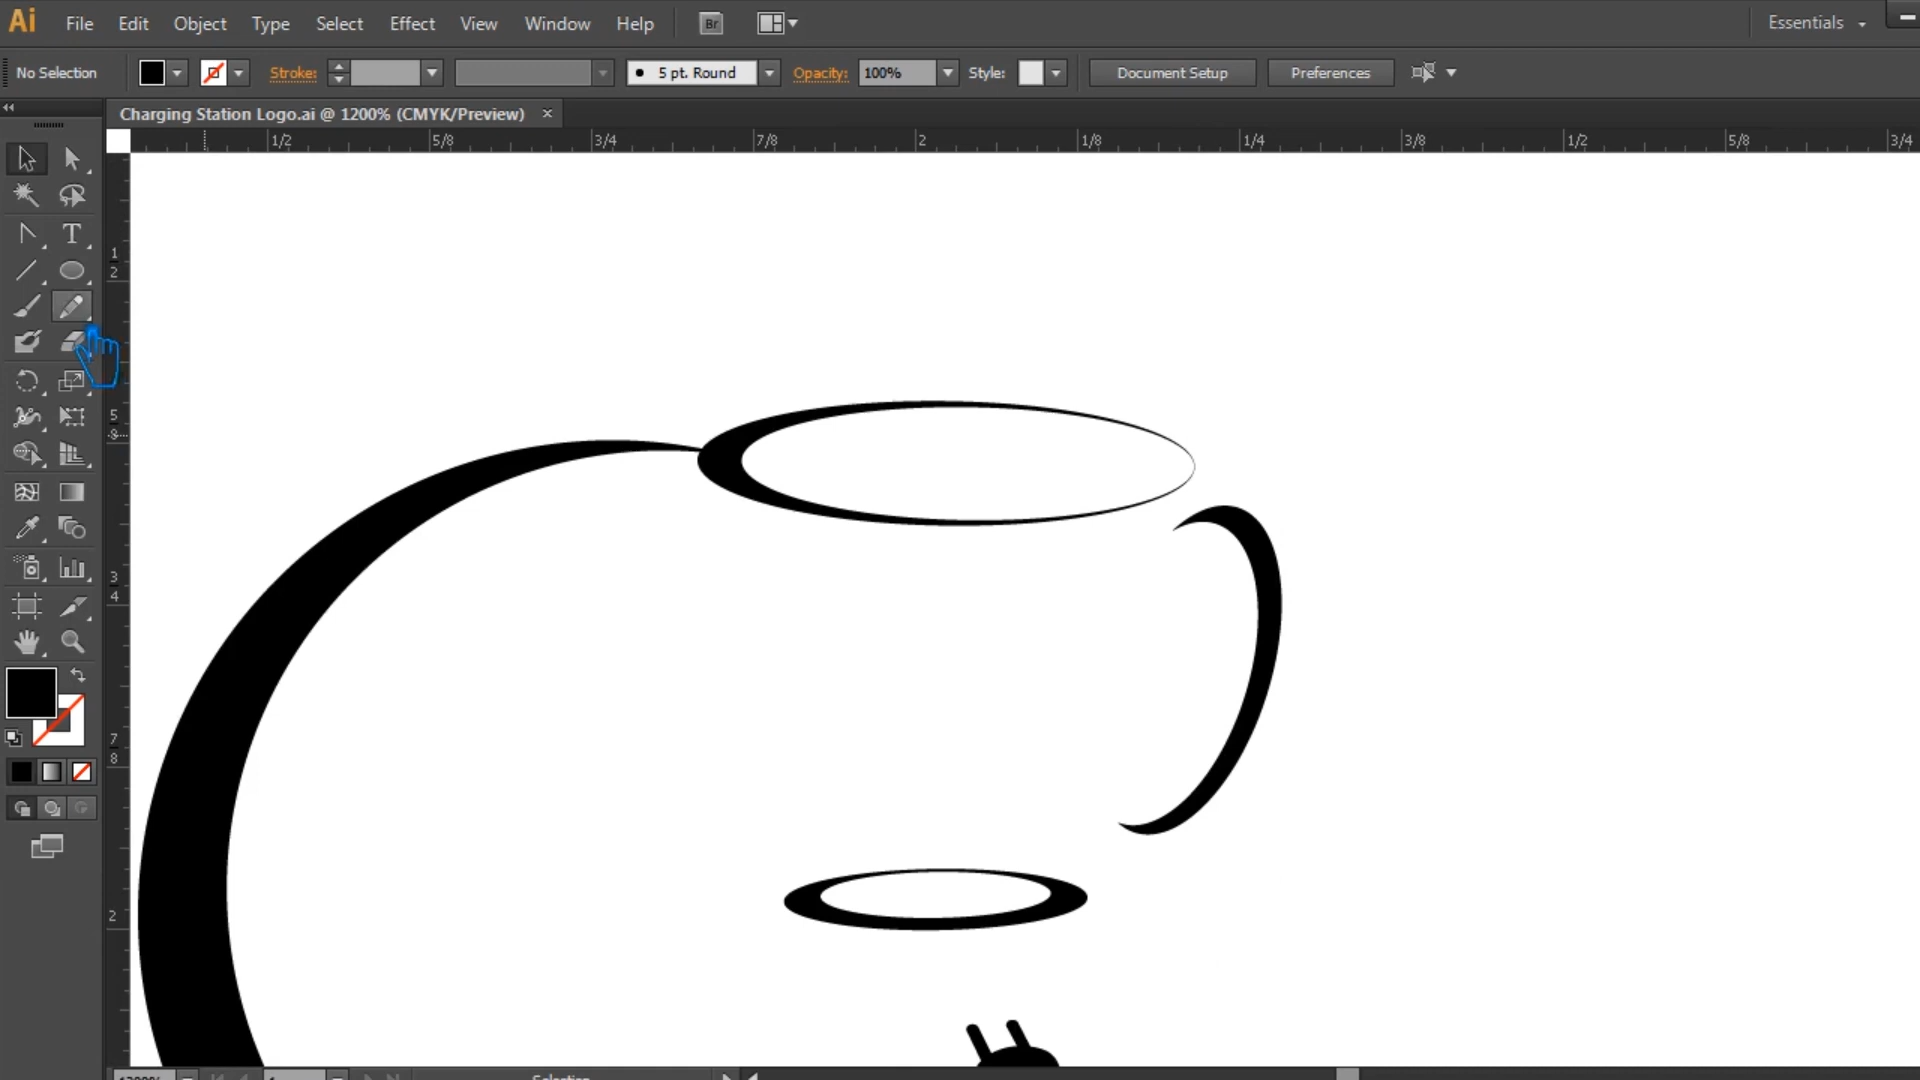 Ai File Edit Object Type Select Effect View Window Help Br Essentials
No Selection Stroke: 5 pt. Round Opacity: 100% Style: Document Setup Preferences
Charging Station Logo.ai @ 1200% (CMYK/Preview) ×
1/2 5/8 3/4 7/8 2 1/8 1/4 3/8 1/2 5/8 3/4
T
1
2
5
8
3
4
7
8
2
1200% 1 Selection